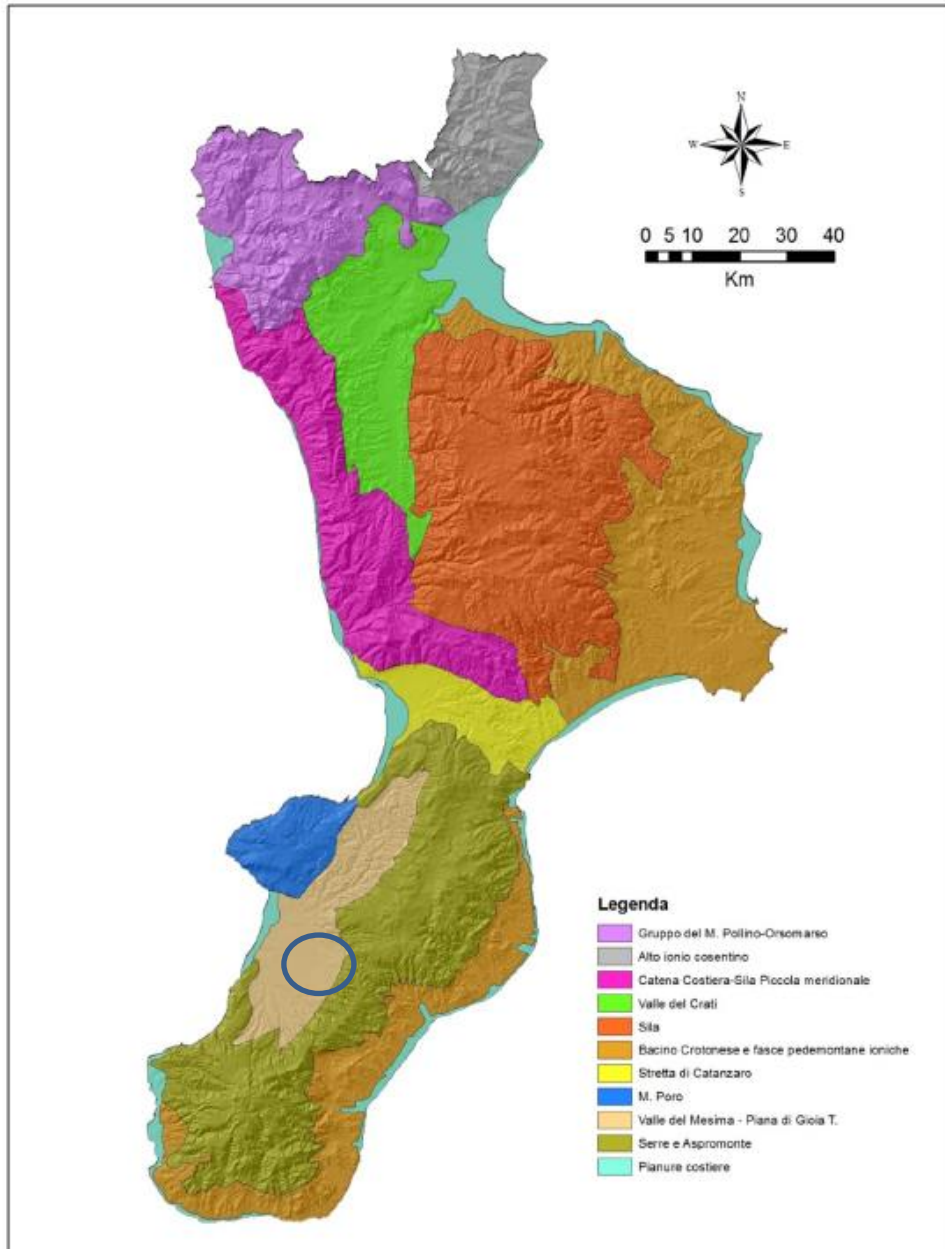 N
W E
S
0 5 10 20 30 40
Km
Legenda
Gruppo del M. Pollino-Orsomarso
Alto ionio cosentino
Catena Costiera-Sila Piccola meridionale
Valle del Crati
Sila
Bacino Crotonese e fasce pedemontane ioniche
Stretta di Catanzaro
M. Poro
Valle del Mesima - Piana di Gioia T.
Serre e Aspromonte
Pianure costiere